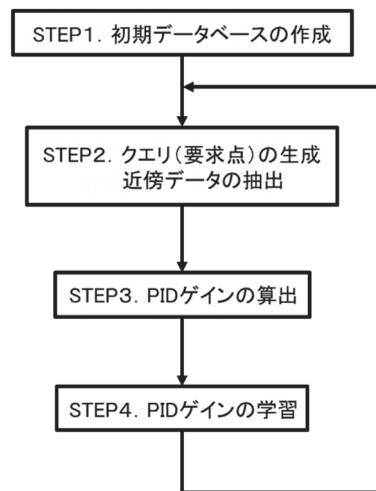 STEP1. 初期データベースの作成
STEP2. クエリ(要求点)の生成
近傍データの抽出
STEP3. PIDゲインの算出
STEP4. PIDゲインの学習